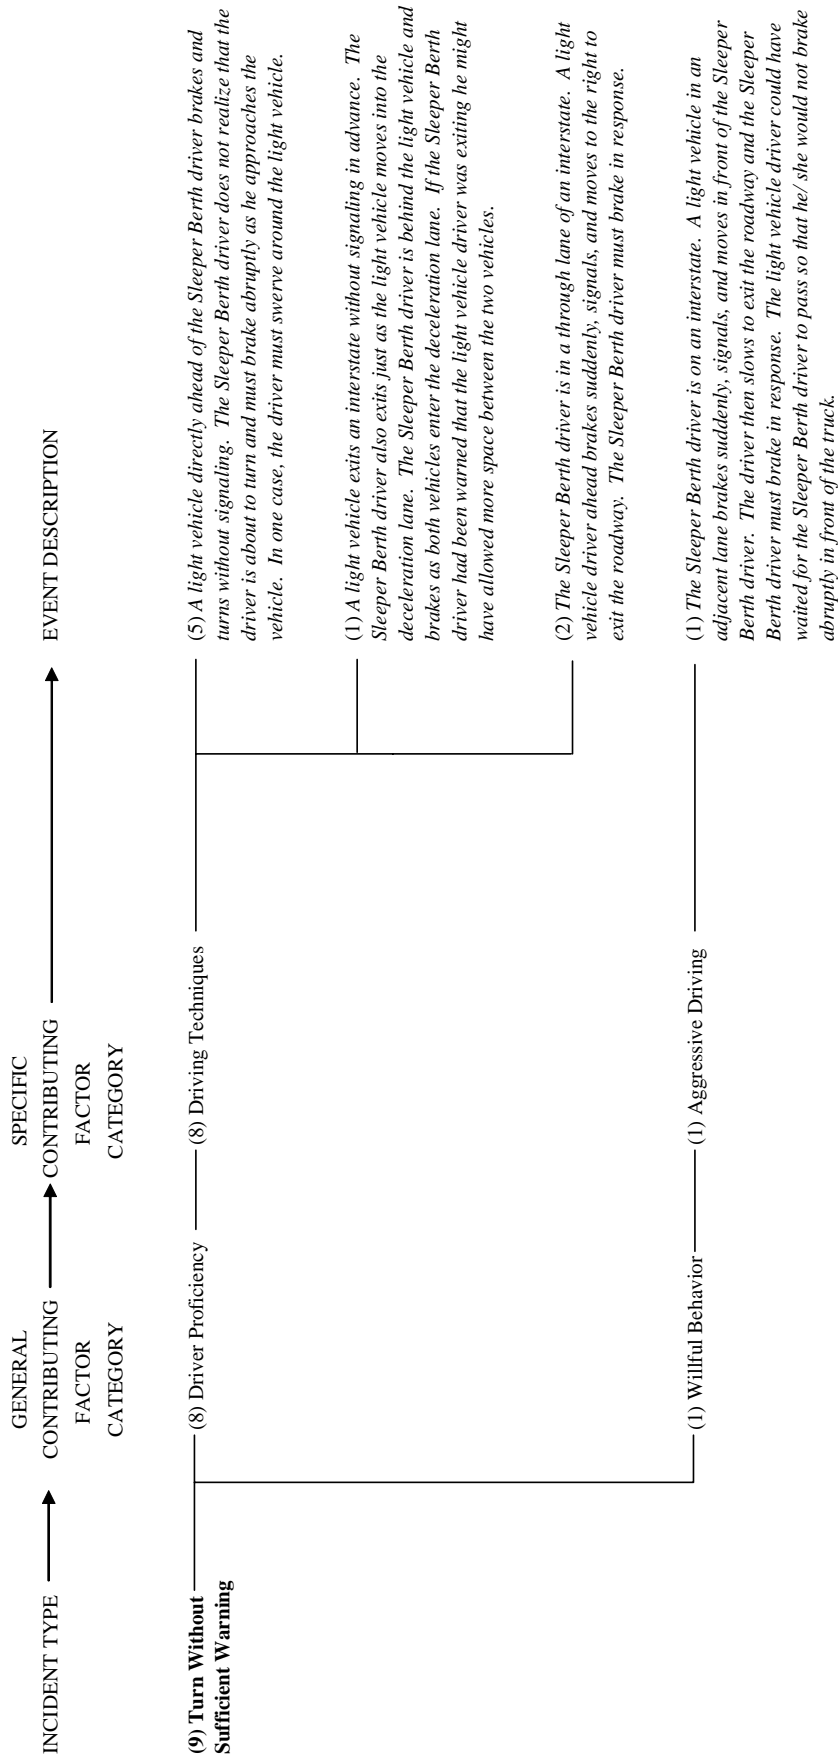 INCIDENT TYPE
GENERAL
CONTRIBUTING
FACTOR
CATEGORY
SPECIFIC
CONTRIBUTING
FACTOR
CATEGORY
EVENT DESCRIPTION
(9) Turn Without
Sufficient Warning
(8) Driver Proficiency
(8) Driving Techniques
(5) A light vehicle directly ahead of the Sleeper Berth driver brakes and
turns without signaling. The Sleeper Berth driver does not realize that the
driver is about to turn and must brake abruptly as he approaches the
vehicle. In one case, the driver must swerve around the light vehicle.
(1) A light vehicle exits an interstate without signaling in advance. The
Sleeper Berth driver also exits just as the light vehicle moves into the
deceleration lane. The Sleeper Berth driver is behind the light vehicle and
brakes as both vehicles enter the deceleration lane. If the Sleeper Berth
driver had been warned that the light vehicle driver was exiting he might
have allowed more space between the two vehicles.
(2) The Sleeper Berth driver is in a through lane of an interstate. A light
vehicle driver ahead brakes suddenly, signals, and moves to the right to
exit the roadway. The Sleeper Berth driver must brake in response.
(1) Willful Behavior
(1) Aggressive Driving
(1) The Sleeper Berth driver is on an interstate. A light vehicle in an
adjacent lane brakes suddenly, signals, and moves in front of the Sleeper
Berth driver. The driver then slows to exit the roadway and the Sleeper
Berth driver must brake in response. The light vehicle driver could have
waited for the Sleeper Berth driver to pass so that he/ she would not brake
abruptly in front of the truck.